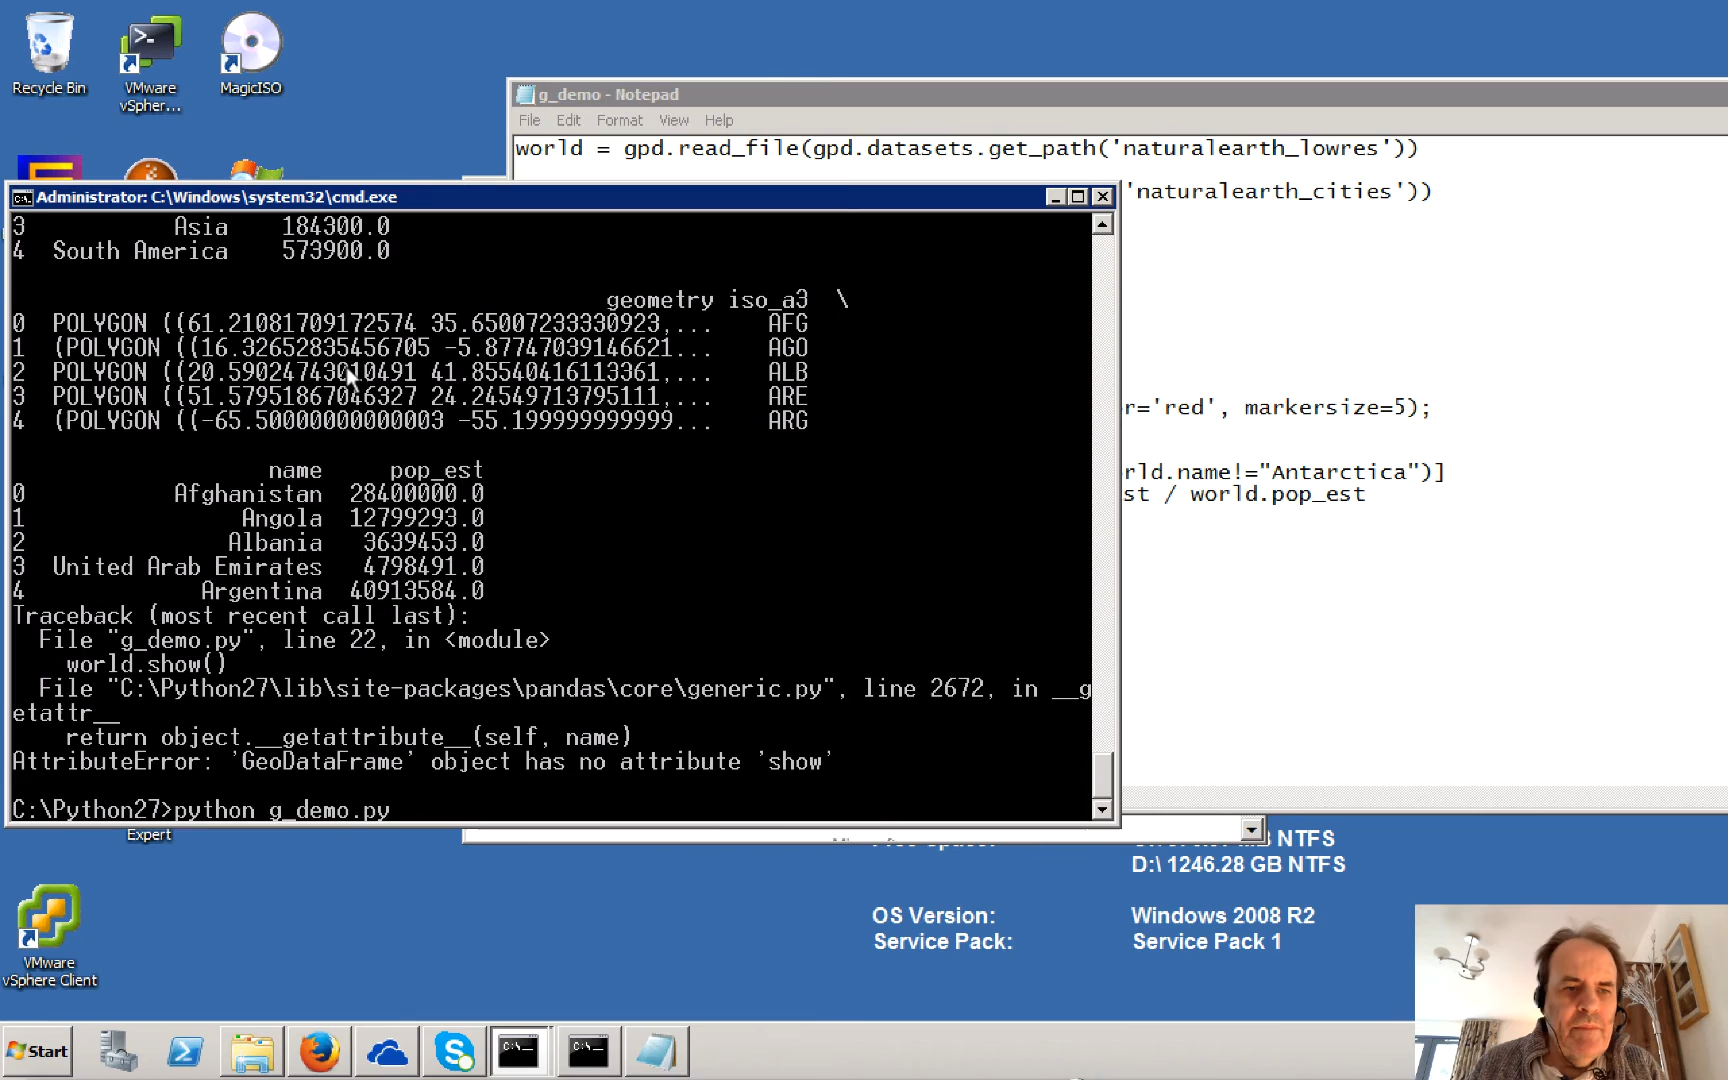 Recycle Bin
VMware
vSpher...
MagicISO
g_demo - Notepad
File Edit Format View Help
world = gpd.read_file(gpd.datasets.get_path('naturalearth_lowres'))
'naturalearth_cities'))
r='red', markersize=5);
rld.name!="Antarctica")]
st / world.pop_est
Administrator: C:\Windows\system32\cmd.exe
3 Asia 184300.0
4 South America 573900.0
geometry iso_a3 \
0 POLYGON ((61.21081709172574 35.65007233330923,... AFG
1 (POLYGON ((16.32652835456705 -5.87747039146621... AGO
2 POLYGON ((20.59024743010491 41.85540416113361,... ALB
3 POLYGON ((51.57951867046327 24.24549713795111,... ARE
4 (POLYGON ((-65.50000000000003 -55.199999999999... ARG
name pop_est
0 Afghanistan 28400000.0
1 Angola 12799293.0
2 Albania 3639453.0
3 United Arab Emirates 4798491.0
4 Argentina 40913584.0
Traceback (most recent call last):
File "g_demo.py", line 22, in <module>
world.show()
File "C:\Python27\lib\site-packages\pandas\core\generic.py", line 2672, in __g
etattr__
return object.__getattribute__(self, name)
AttributeError: 'GeoDataFrame' object has no attribute 'show'
C:\Python27>python g_demo.py
Expert
NTFS
D:\ 1246.28 GB NTFS
OS Version: Windows 2008 R2
Service Pack: Service Pack 1
VMware
vSphere Client
Start